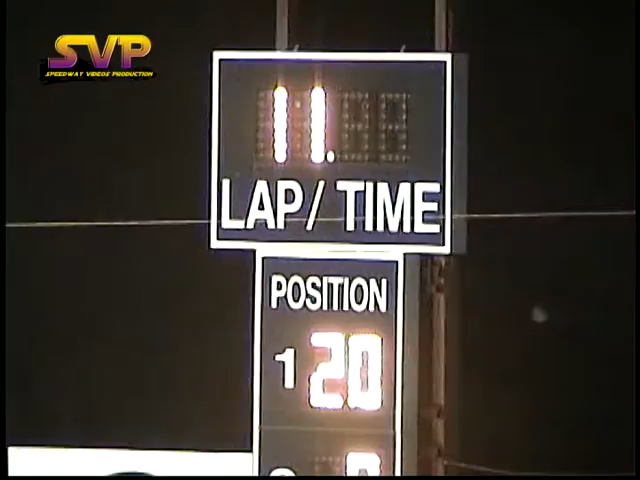 SVP
SPEEDWAY VIDEOS PRODUCTION
11.
LAP/TIME
POSITION
1 20